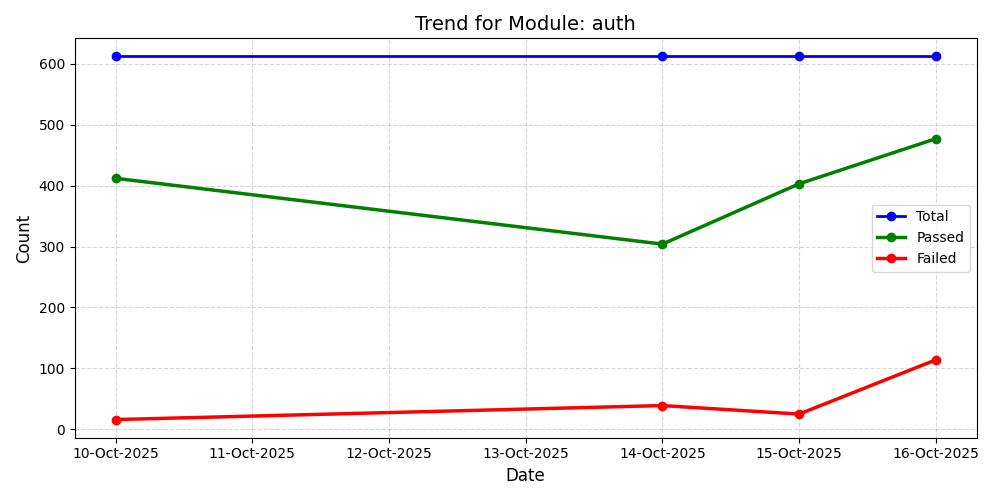 Trend for Module: auth
600
500
400
300
200
100
0
Count
Total
Passed
Failed
10-Oct-2025 11-Oct-2025 12-Oct-2025 13-Oct-2025 14-Oct-2025 15-Oct-2025 16-Oct-2025
Date